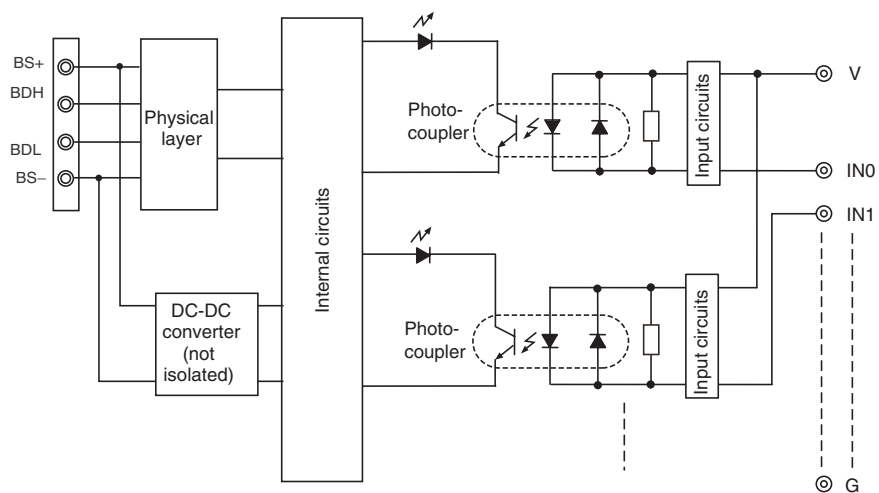 BS+
BDH
BDL
BS−
Physical
layer
DC-DC
converter
(not
isolated)
Internal circuits
Photo-
coupler
Input circuits
V
IN0
IN1
Photo-
coupler
Input circuits
G